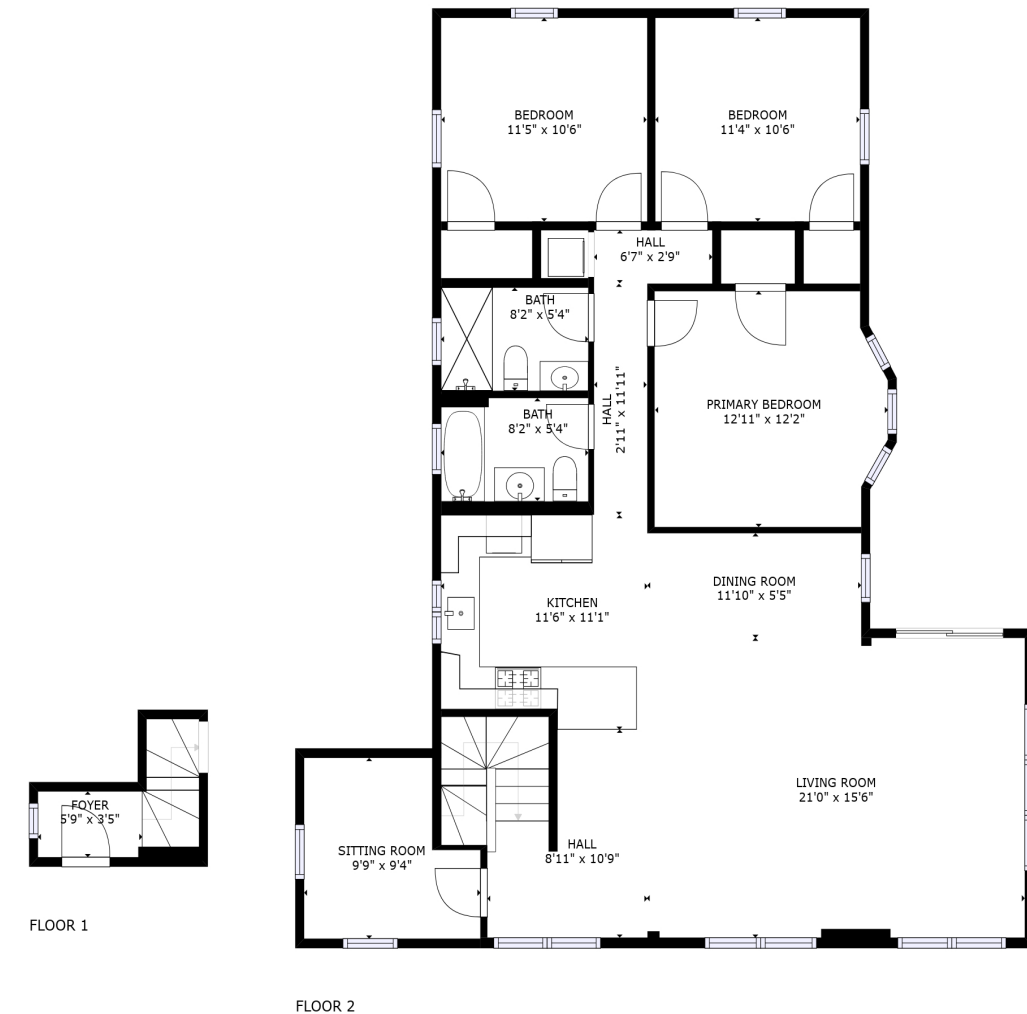 BEDROOM
11'5" x 10'6"
BEDROOM
11'4" x 10'6"
HALL
6'7" x 2'9"
BATH
8'2" x 5'4"
HALL
2'11" x 11'11"
PRIMARY BEDROOM
12'11" x 12'2"
BATH
8'2" x 5'4"
KITCHEN
11'6" x 11'1"
DINING ROOM
11'10" x 5'5"
LIVING ROOM
21'0" x 15'6"
FOYER
5'9" x 3'5"
SITTING ROOM
9'9" x 9'4"
HALL
8'11" x 10'9"
FLOOR 1
FLOOR 2